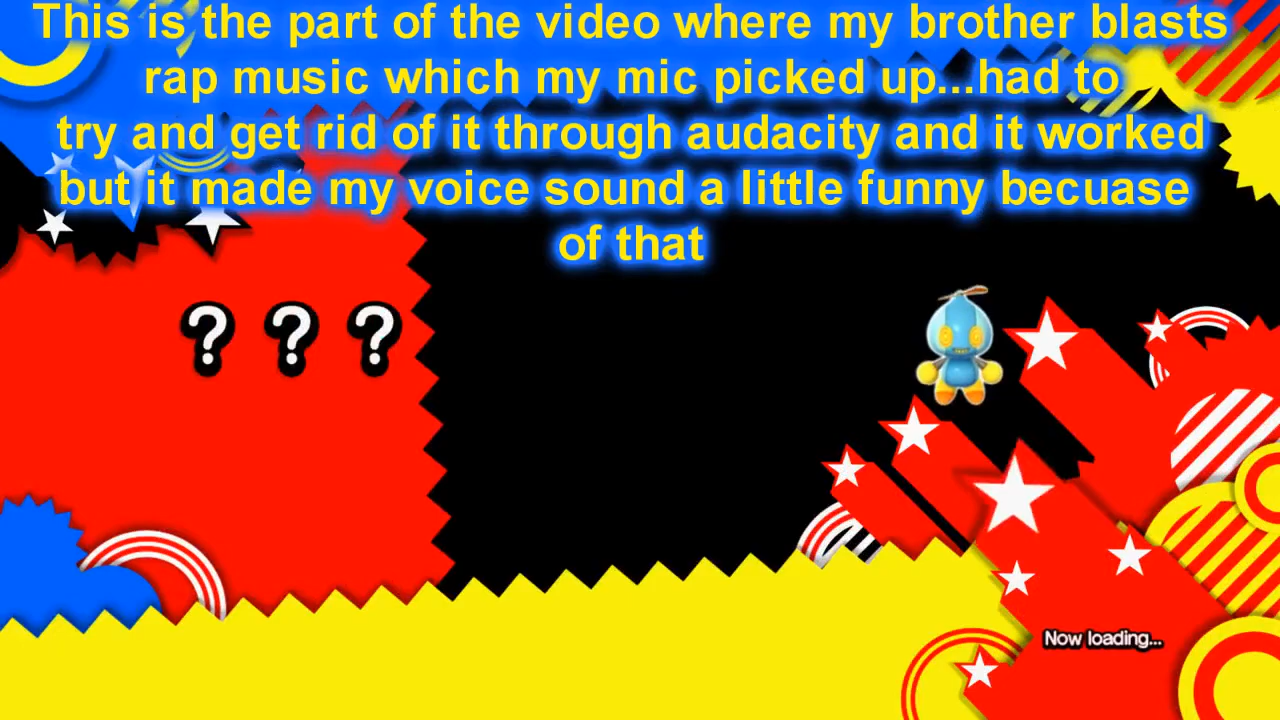 This is the part of the video where my brother blasts
rap music which my mic picked up...had to
try and get rid of it through audacity and it worked
but it made my voice sound a little funny becuase
of that
? ? ?
Now loading...